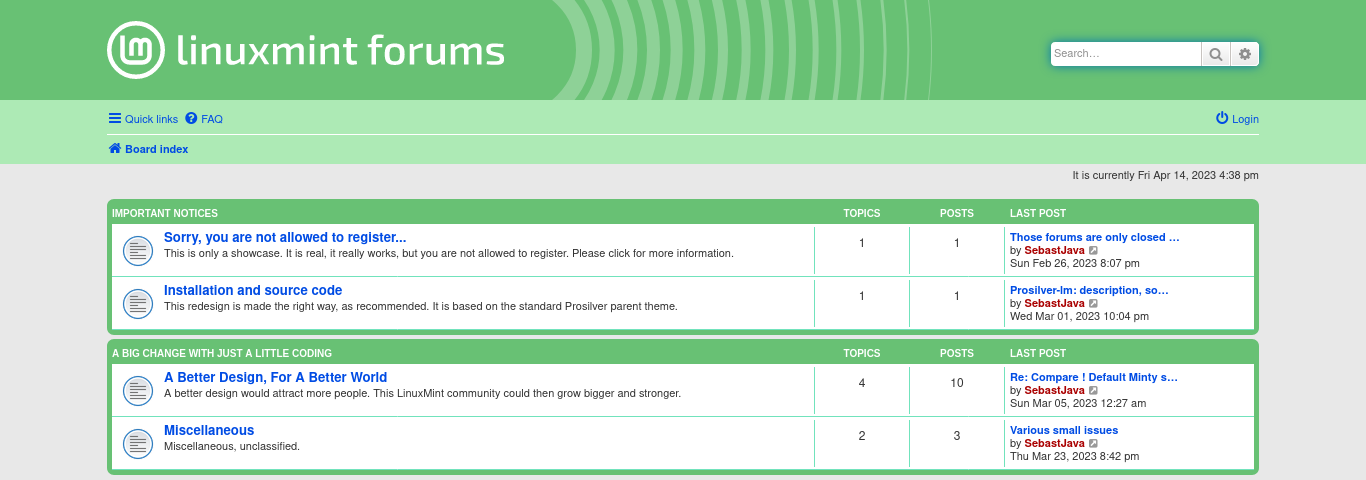 linuxmint forums
Search…
Quick links FAQ Login
Board index
It is currently Fri Apr 14, 2023 4:38 pm
IMPORTANT NOTICES TOPICS POSTS LAST POST
Sorry, you are not allowed to register...
This is only a showcase. It is real, it really works, but you are not allowed to register. Please click for more information.
1 1
Those forums are only closed …
by SebastJava
Sun Feb 26, 2023 8:07 pm
Installation and source code
This redesign is made the right way, as recommended. It is based on the standard Prosilver parent theme.
1 1
Prosilver-lm: description, so…
by SebastJava
Wed Mar 01, 2023 10:04 pm
A BIG CHANGE WITH JUST A LITTLE CODING TOPICS POSTS LAST POST
A Better Design, For A Better World
A better design would attract more people. This LinuxMint community could then grow bigger and stronger.
4 10
Re: Compare ! Default Minty s…
by SebastJava
Sun Mar 05, 2023 12:27 am
Miscellaneous
Miscellaneous, unclassified.
2 3
Various small issues
by SebastJava
Thu Mar 23, 2023 8:42 pm